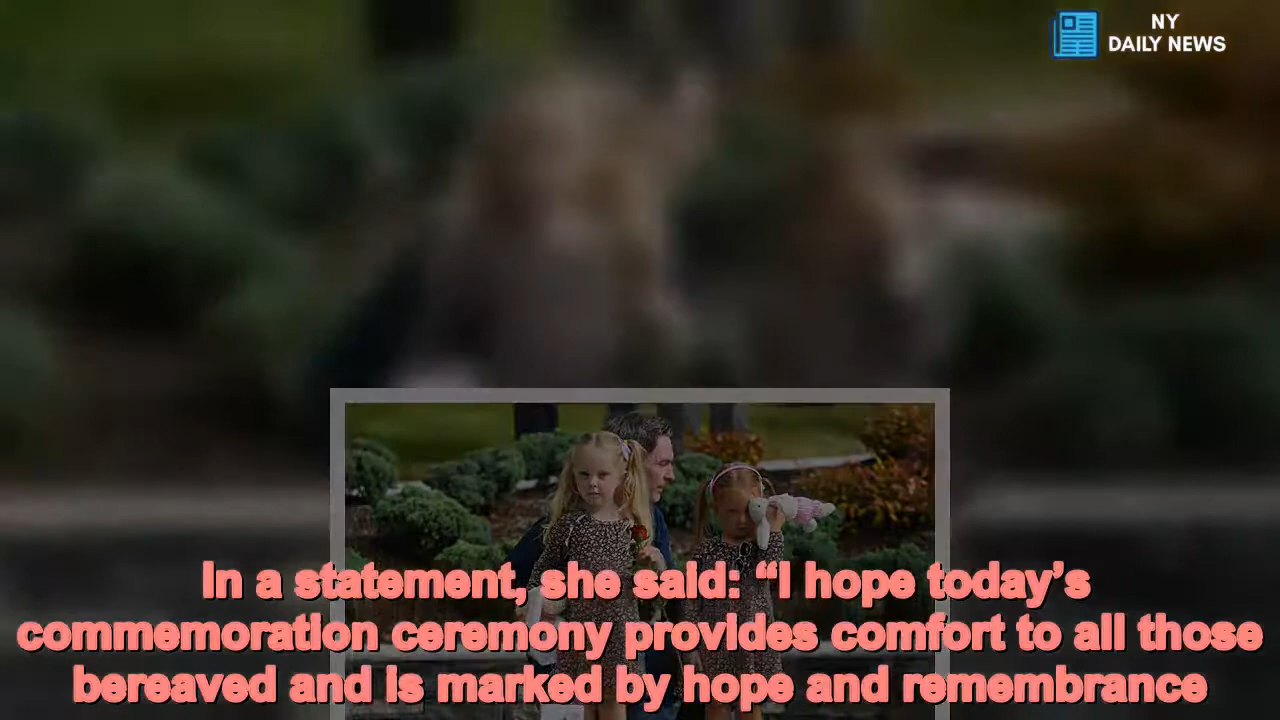 NY
DAILY NEWS
In a statement, she said: “I hope today’s
commemoration ceremony provides comfort to all those
bereaved and is marked by hope and remembrance